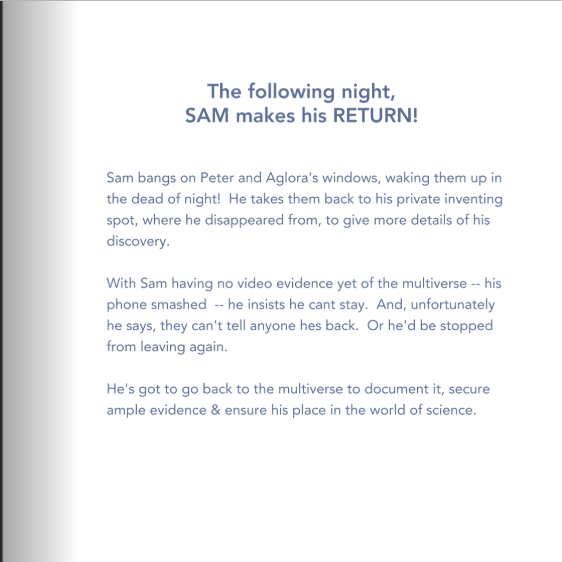 The following night,
SAM makes his RETURN!
Sam bangs on Peter and Aglora's windows, waking them up in
the dead of night!  He takes them back to his private inventing
spot, where he disappeared from, to give more details of his
discovery.
With Sam having no video evidence yet of the multiverse -- his
phone smashed  -- he insists he cant stay.  And, unfortunately
he says, they can't tell anyone hes back.  Or he'd be stopped
from leaving again.
He's got to go back to the multiverse to document it, secure
ample evidence & ensure his place in the world of science.